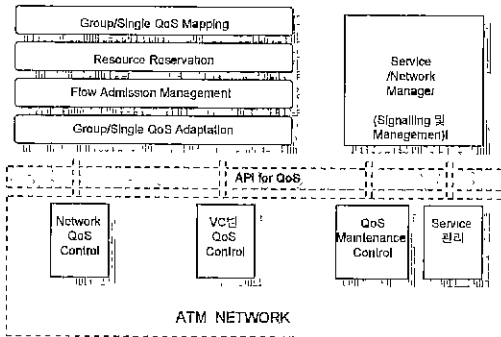 Group/Single QoS Mapping
Resource Reservation
Flow Admission Management
Group/Single QoS Adaptation
Service
/Network
Manager
(Signalling 및
Management)
API for QoS
Network
QoS
Control
VC별
QoS
Control
QoS
Maintenance
Control
Service
관리
ATM NETWORK